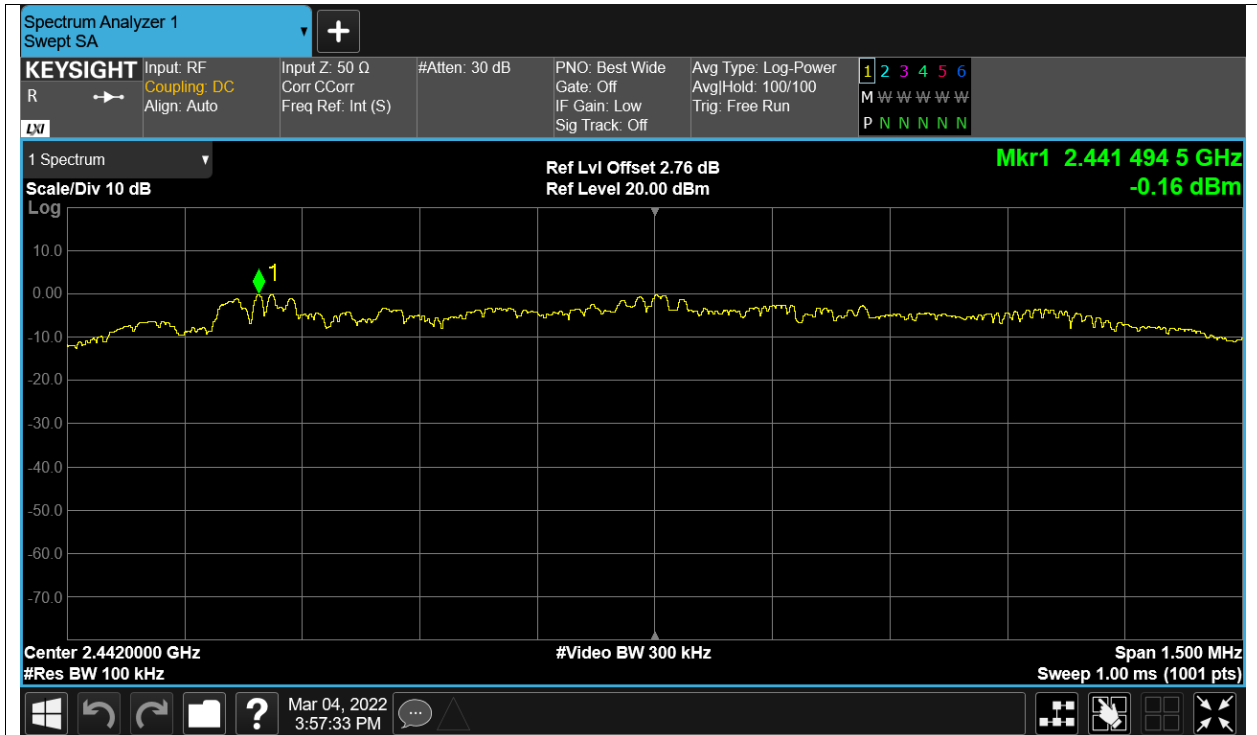 Spectrum Analyzer 1
Swept SA
KEYSIGHT
R
LXI
Input: RF
Coupling: DC
Align: Auto
Input Z: 50 Ω
Corr CCorr
Freq Ref: Int (S)
#Atten: 30 dB
PNO: Best Wide
Gate: Off
IF Gain: Low
Sig Track: Off
Avg Type: Log-Power
Avg|Hold: 100/100
Trig: Free Run
1 2 3 4 5 6
M W W W W W
P N N N N N
1 Spectrum
Scale/Div 10 dB
Log
Ref Lvl Offset 2.76 dB
Ref Level 20.00 dBm
Mkr1 2.441 494 5 GHz
-0.16 dBm
10.0
1
0.00
-10.0
-20.0
-30.0
-40.0
-50.0
-60.0
-70.0
Center 2.4420000 GHz
#Res BW 100 kHz
#Video BW 300 kHz
Span 1.500 MHz
Sweep 1.00 ms (1001 pts)
?
Mar 04, 2022
3:57:33 PM